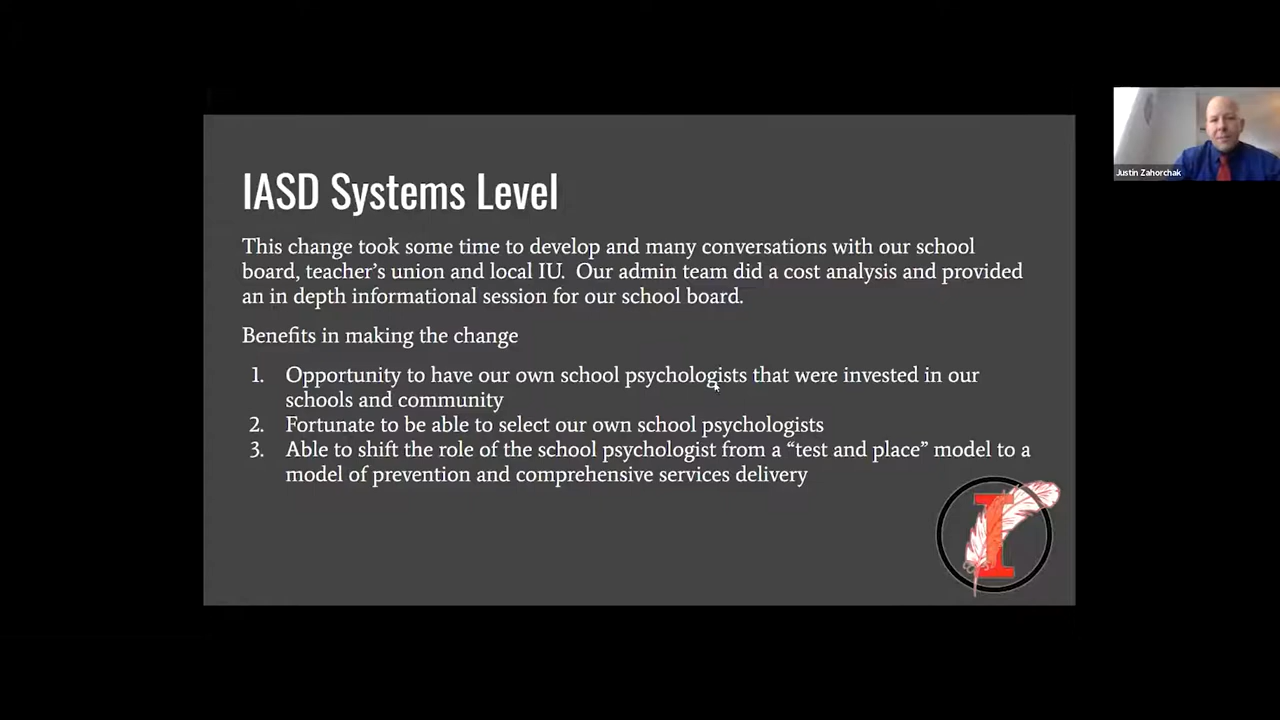 IASD Systems Level
This change took some time to develop and many conversations with our school
board, teacher's union and local IU.  Our admin team did a cost analysis and provided
an in depth informational session for our school board.
Benefits in making the change
1. Opportunity to have our own school psychologists that were invested in our
schools and community
2. Fortunate to be able to select our own school psychologists
3. Able to shift the role of the school psychologist from a “test and place” model to a
model of prevention and comprehensive services delivery
I
Justin Zahorchak